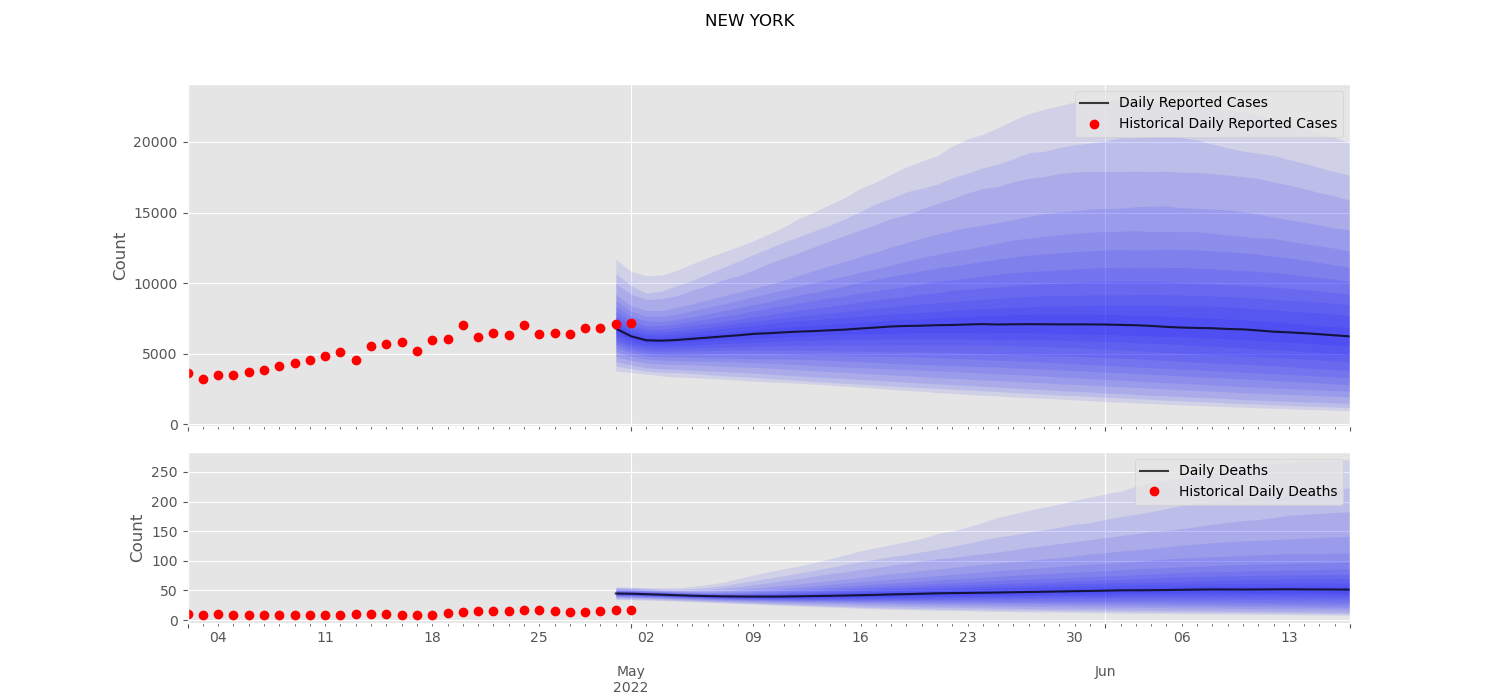 NEW YORK
Daily Reported Cases
Historical Daily Reported Cases
Count
20000
15000
10000
5000
0
Daily Deaths
Historical Daily Deaths
Count
250
200
150
100
50
0
04 11 18 25 02 09 16 23 30 06 13
May Jun
2022